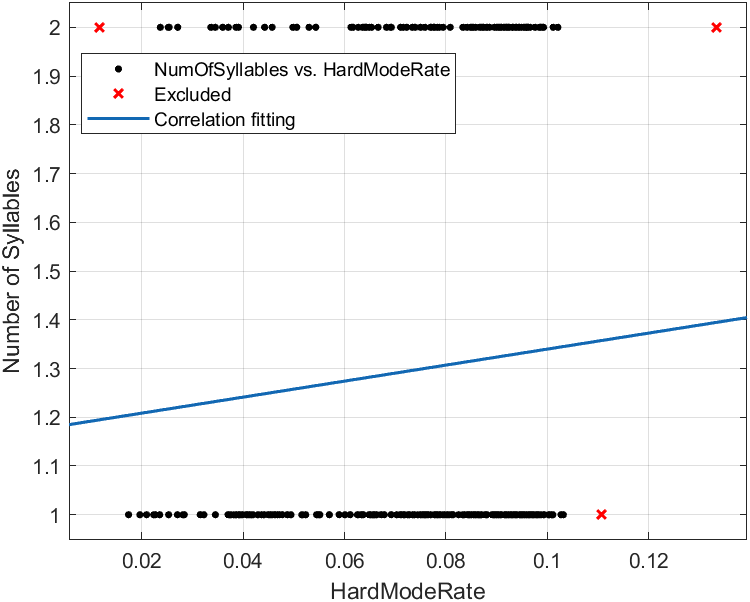 2
1.9
1.8
1.7
1.6
1.5
1.4
1.3
1.2
1.1
1
Number of Syllables
NumOfSyllables vs. HardModeRate
Excluded
Correlation fitting
0.02 0.04 0.06 0.08 0.1 0.12
HardModeRate